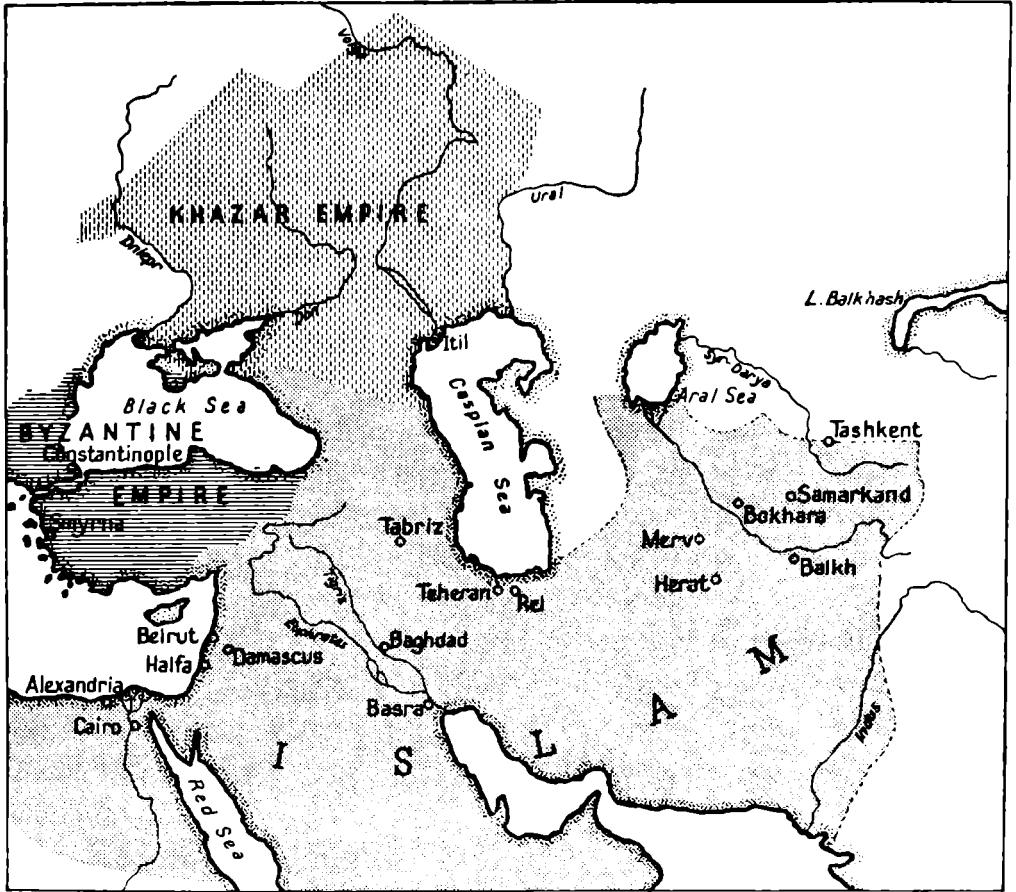 Volga
KHAZAR EMPIRE
Ural
Dniepr
L. Balkhash
Don
Itil
Syr-Darya
Aral Sea
Caspian Sea
Black Sea
BYZANTINE
Constantinople
EMPIRE
Smyrna
Tashkent
Samarkand
Bokhara
Tabriz
Merv
Balkh
Herat
Teheran
Rei
Tigris
Euphrates
Beirut
Baghdad
Damascus
Haifa
Alexandria
Basra
Cairo
Indus
ISLAM
Red Sea